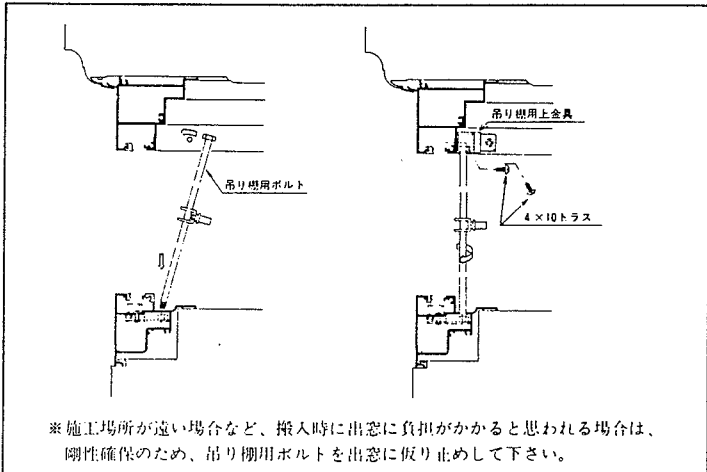 吊り棚用上金具
吊り棚用ボルト
4×10トラス
※施工場所が遠い場合など、搬入時に出窓に負担がかかると思われる場合は、
剛性確保のため、吊り棚用ボルトを出窓に仮り止めして下さい。